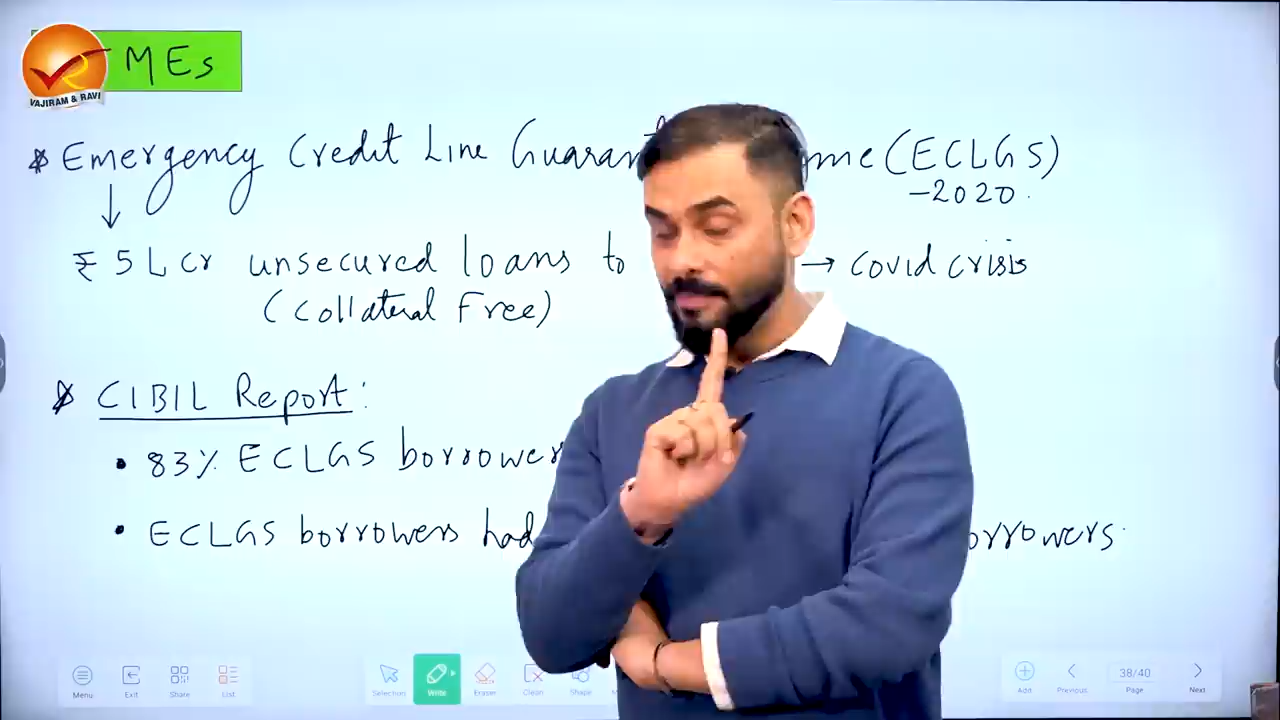 VAJIRAM & RAVI
MEs
* Emergency Credit Line Guaran me (ECLGS)
-2020.
↓
₹ 5 L cr unsecured loans to → covid crisis
(Collateral Free)
* CIBIL Report:
• 83% ECLGS borrower
• ECLGS borrowers had orrowers.
Menu
Exit
Share
List
Selection
Write
Eraser
Clean
Shape
Add
Previous
38/40
Page
Next